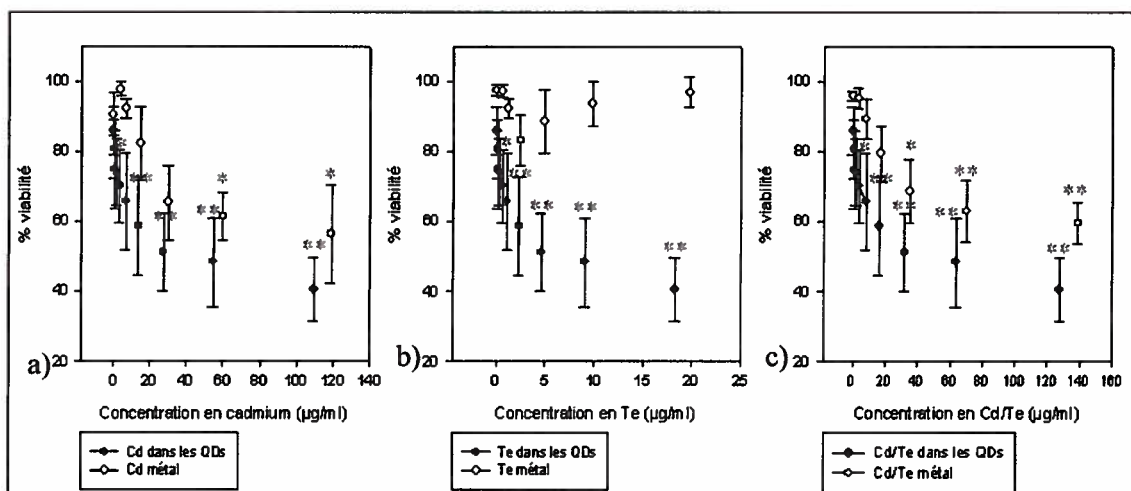 100
80
60
40
20
% viabilité
a)
0 20 40 60 80 100 120 140
Concentration en cadmium (µg/ml)
Cd dans les QDs
Cd métal
* ** ** ** * ** *
100
80
60
40
20
% viabilité
b)
0 5 10 15 20 25
Concentration en Te (µg/ml)
Te dans les QDs
Te métal
* ** ** ** **
100
80
60
40
20
% viabilité
c)
0 20 40 60 80 100 120 140 160
Concentration en Cd/Te (µg/ml)
Cd/Te dans les QDs
Cd/Te métal
* ** ** * ** ** ** **